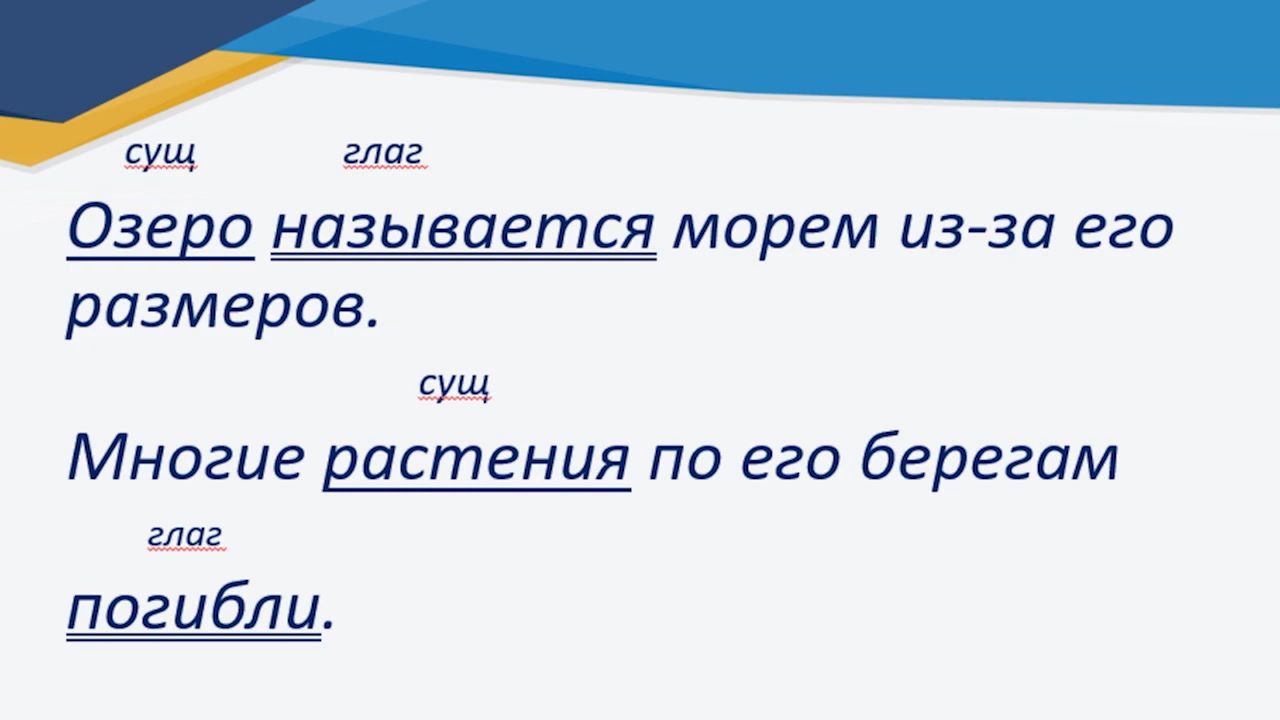 сущ глаг
Озеро называется морем из-за его
размеров.
сущ
Многие растения по его берегам
глаг
погибли.